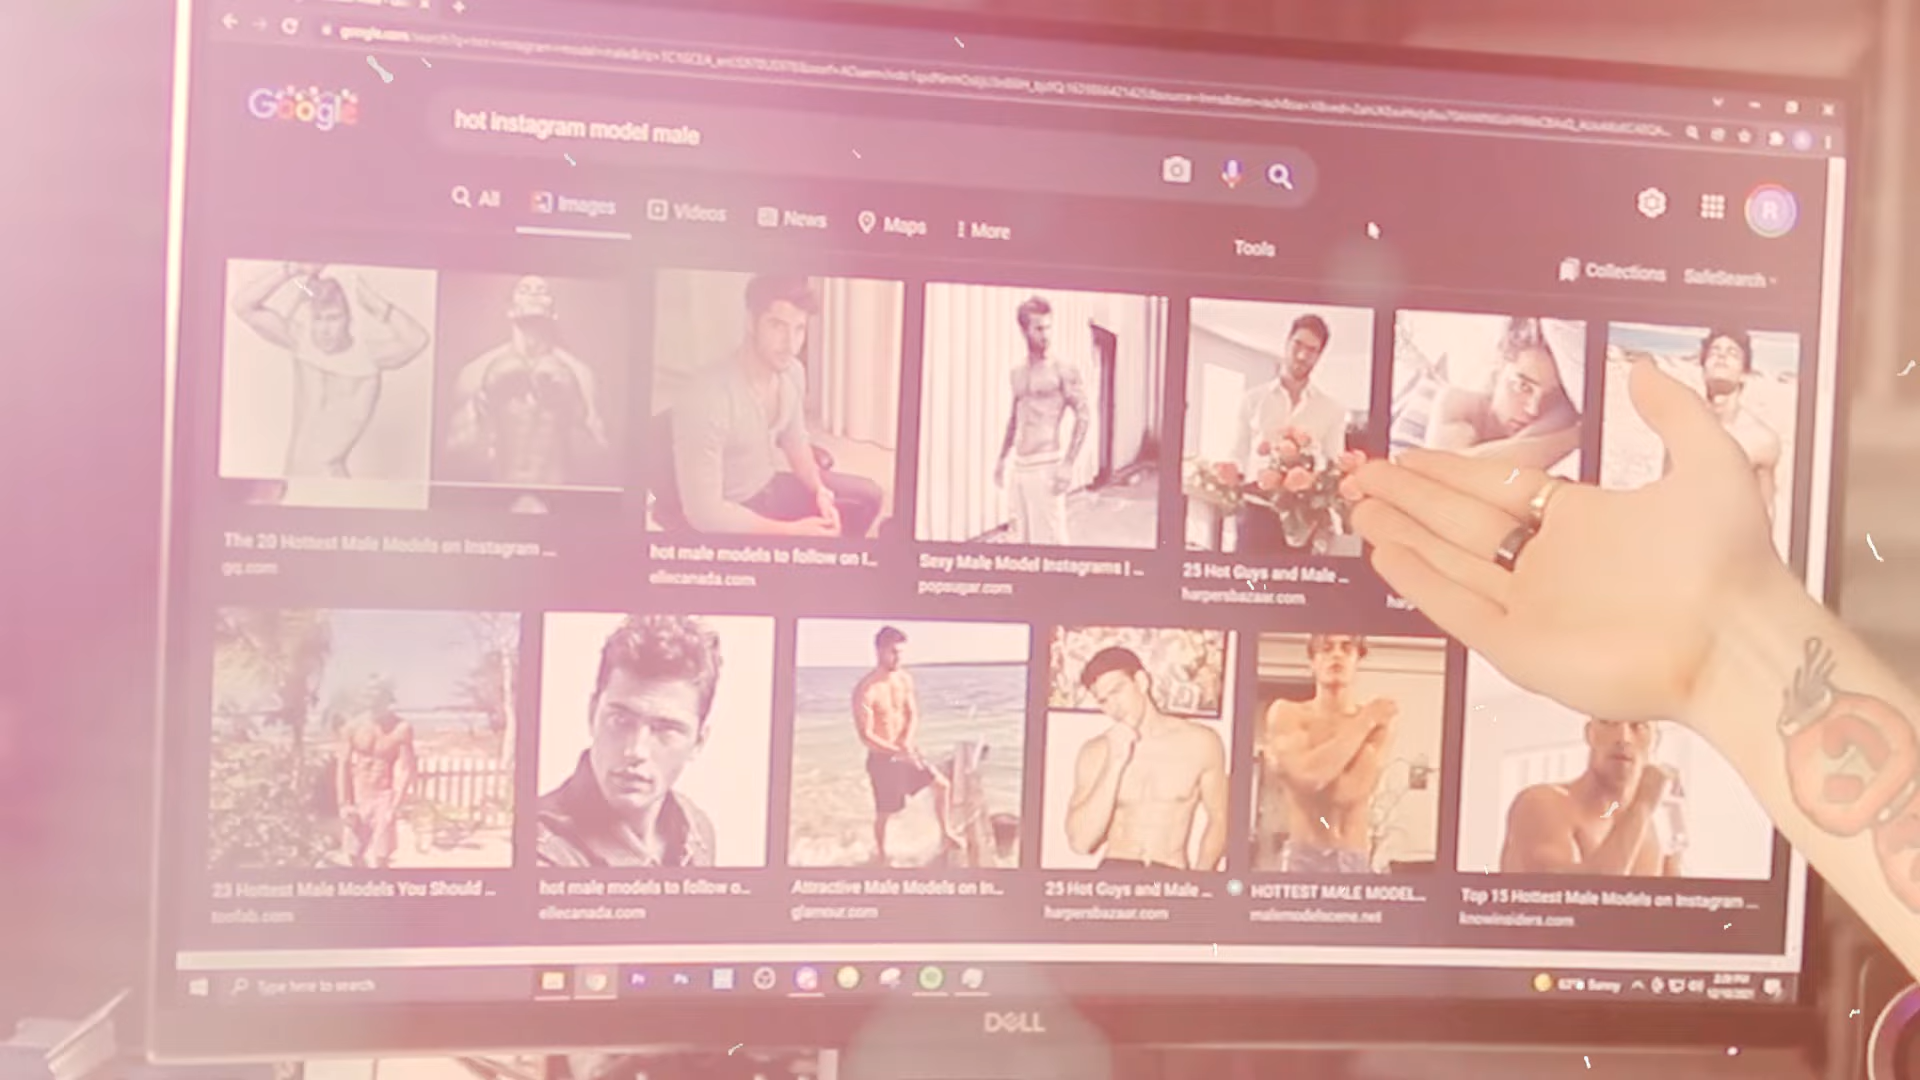 Google
hot instagram model male
All
Images
Videos
News
Maps
More
Tools
Collections
SafeSearch
R
The 20 Hottest Male Models on Instagram ...
gq.com
hot male models to follow on I...
ellecanada.com
Sexy Male Model Instagrams | ...
popsugar.com
25 Hot Guys and Male ...
harpersbazaar.com
23 Hottest Male Models You Should ...
toofab.com
hot male models to follow o...
ellecanada.com
Attractive Male Models on In...
glamour.com
25 Hot Guys and Male ...
harpersbazaar.com
HOTTEST MALE MODEL...
malemodelscene.net
Top 15 Hottest Male Models on Instagram ...
knowinsiders.com
Type here to search
Pr
Ps
Sunny
DELL